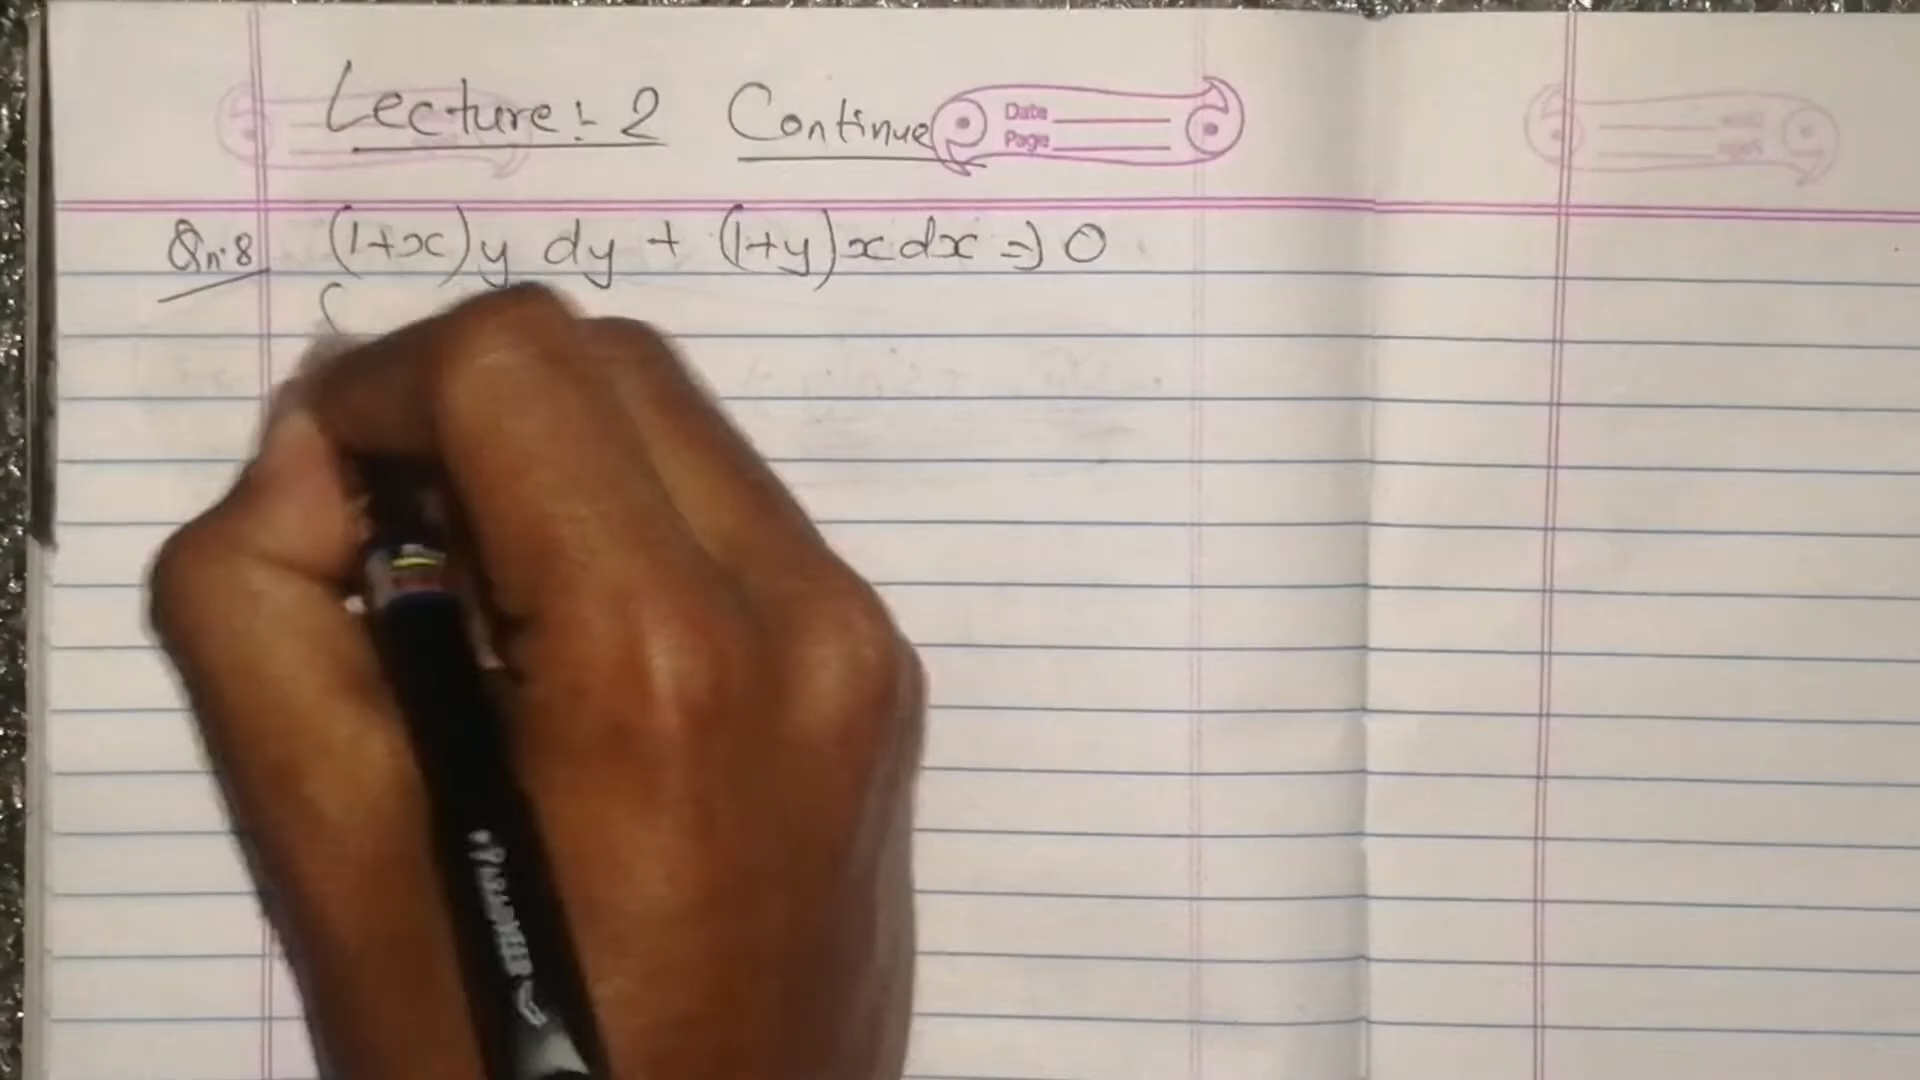 Lecture:- 2 Continue
Date
Page
Qn.8 (1+x)y dy + (1+y)x dx => 0
(